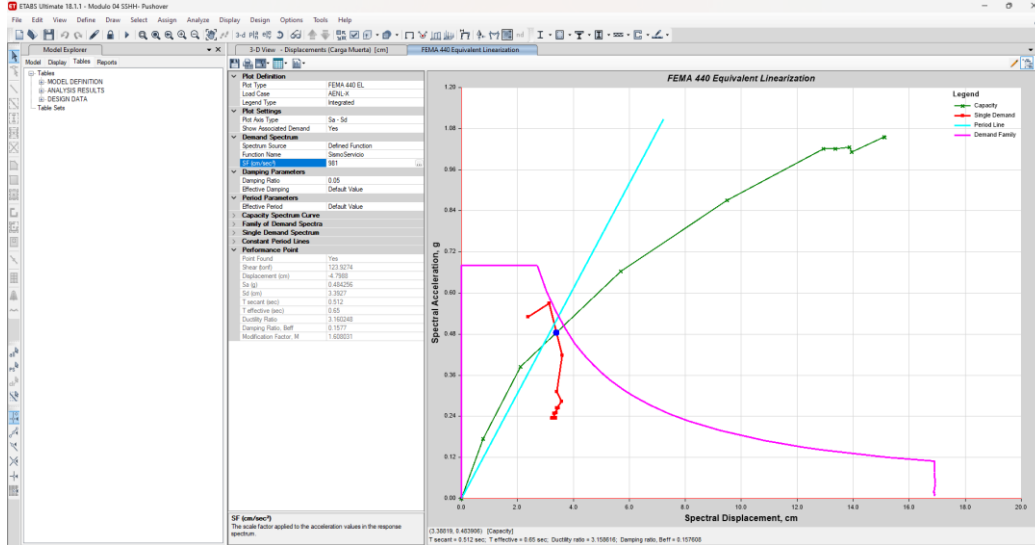 ETABS Ultimate 18.1.1 - Modulo 04 SSHH- Pushover
File Edit View Define Draw Select Assign Analyze Display Design Options Tools Help
Model Explorer
3-D View - Displacements (Carga Muerta) [cm]
FEMA 440 Equivalent Linearization
Model Display Tables Reports
Tables
MODEL DEFINITION
ANALYSIS RESULTS
DESIGN DATA
Table Sets
Plot Definition
Plot Type FEMA 440 EL
Load Case AENL-X
Legend Type Integrated
Plot Settings
Plot Axis Type Sa - Sd
Show Associated Demand Yes
Demand Spectrum
Spectrum Source Defined Function
Function Name SismoServicio
SF (cm/sec²) 981
Damping Parameters
Damping Ratio 0.05
Effective Damping Default Value
Period Parameters
Effective Period Default Value
Capacity Spectrum Curve
Family of Demand Spectra
Single Demand Spectrum
Constant Period Lines
Performance Point
Point Found Yes
Shear (tonf) 123.9274
Displacement (cm) -4.7988
Sa (g) 0.484256
Sd (cm) 3.3927
T secant (sec) 0.512
T effective (sec) 0.65
Ductility Ratio 3.160248
Damping Ratio, Beff 0.1577
Modification Factor, M 1.608031
SF (cm/sec²)
The scale factor applied to the acceleration values in the response
spectrum.
FEMA 440 Equivalent Linearization
Legend
Capacity
Single Demand
Period Line
Demand Family
Spectral Acceleration, g
1.20
1.08
0.96
0.84
0.72
0.60
0.48
0.36
0.24
0.12
0.00
0.0 2.0 4.0 6.0 8.0 10.0 12.0 14.0 16.0 18.0 20.0
Spectral Displacement, cm
(3.38819, 0.483908) [Capacity]
T secant = 0.512 sec; T effective = 0.65 sec; Ductility ratio = 3.158616; Damping ratio, Beff = 0.157608